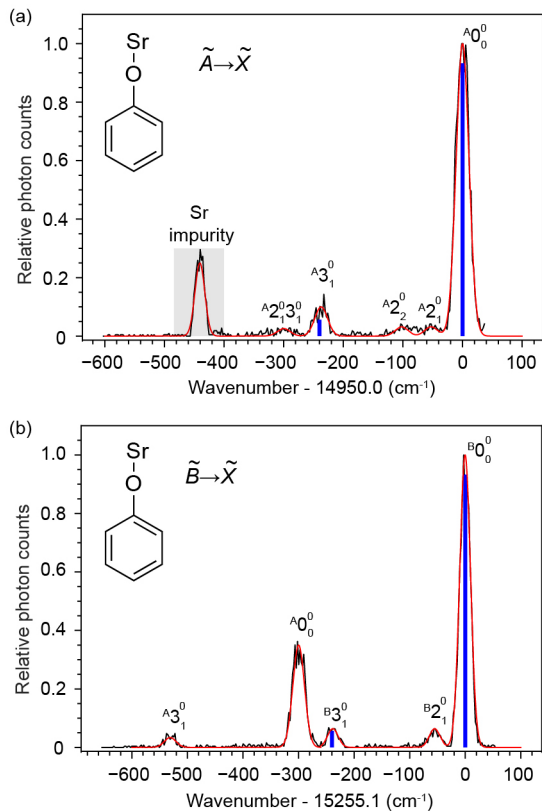 (a)
Sr
O
Ã→X̃
ᴬ0⁰₀
Relative photon counts
1.0
0.8
0.6
0.4
0.2
0
Sr
impurity
ᴬ2⁰₁3⁰₁
ᴬ3⁰₁
ᴬ2⁰₂
ᴬ2⁰₁
−600 −500 −400 −300 −200 −100 0 100
Wavenumber - 14950.0 (cm⁻¹)
(b)
Sr
O
B̃→X̃
ᴮ0⁰₀
Relative photon counts
1.0
0.8
0.6
0.4
0.2
0
ᴬ3⁰₁
ᴬ0⁰₀
ᴮ3⁰₁
ᴮ2⁰₁
−600 −500 −400 −300 −200 −100 0 100
Wavenumber - 15255.1 (cm⁻¹)